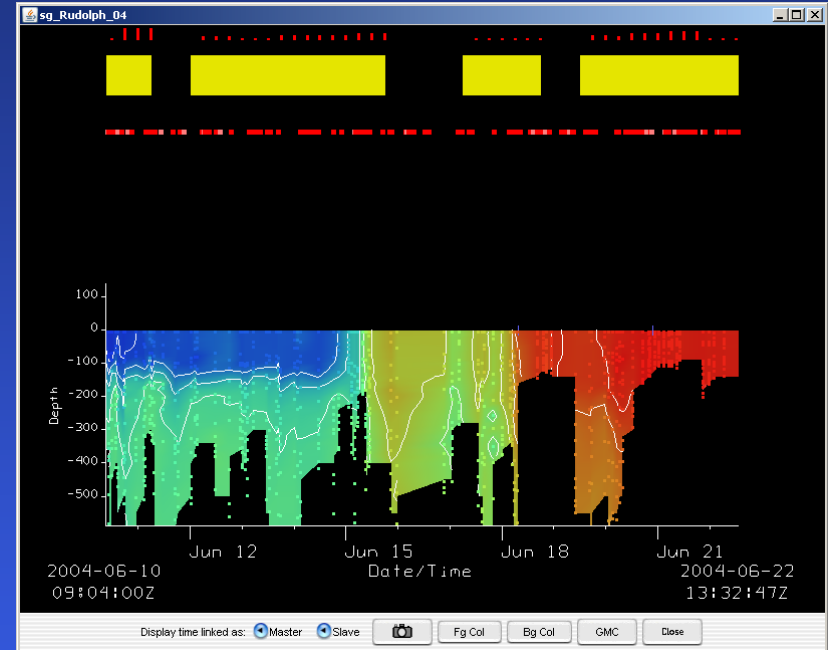 sg_Rudolph_04
100
0
-100
-200
-300
-400
-500
Depth
Jun 12 Jun 15 Jun 18 Jun 21
2004-06-10 Date/Time 2004-06-22
09:04:00Z 13:32:47Z
Display time linked as: Master Slave Fg Col Bg Col GMC Close